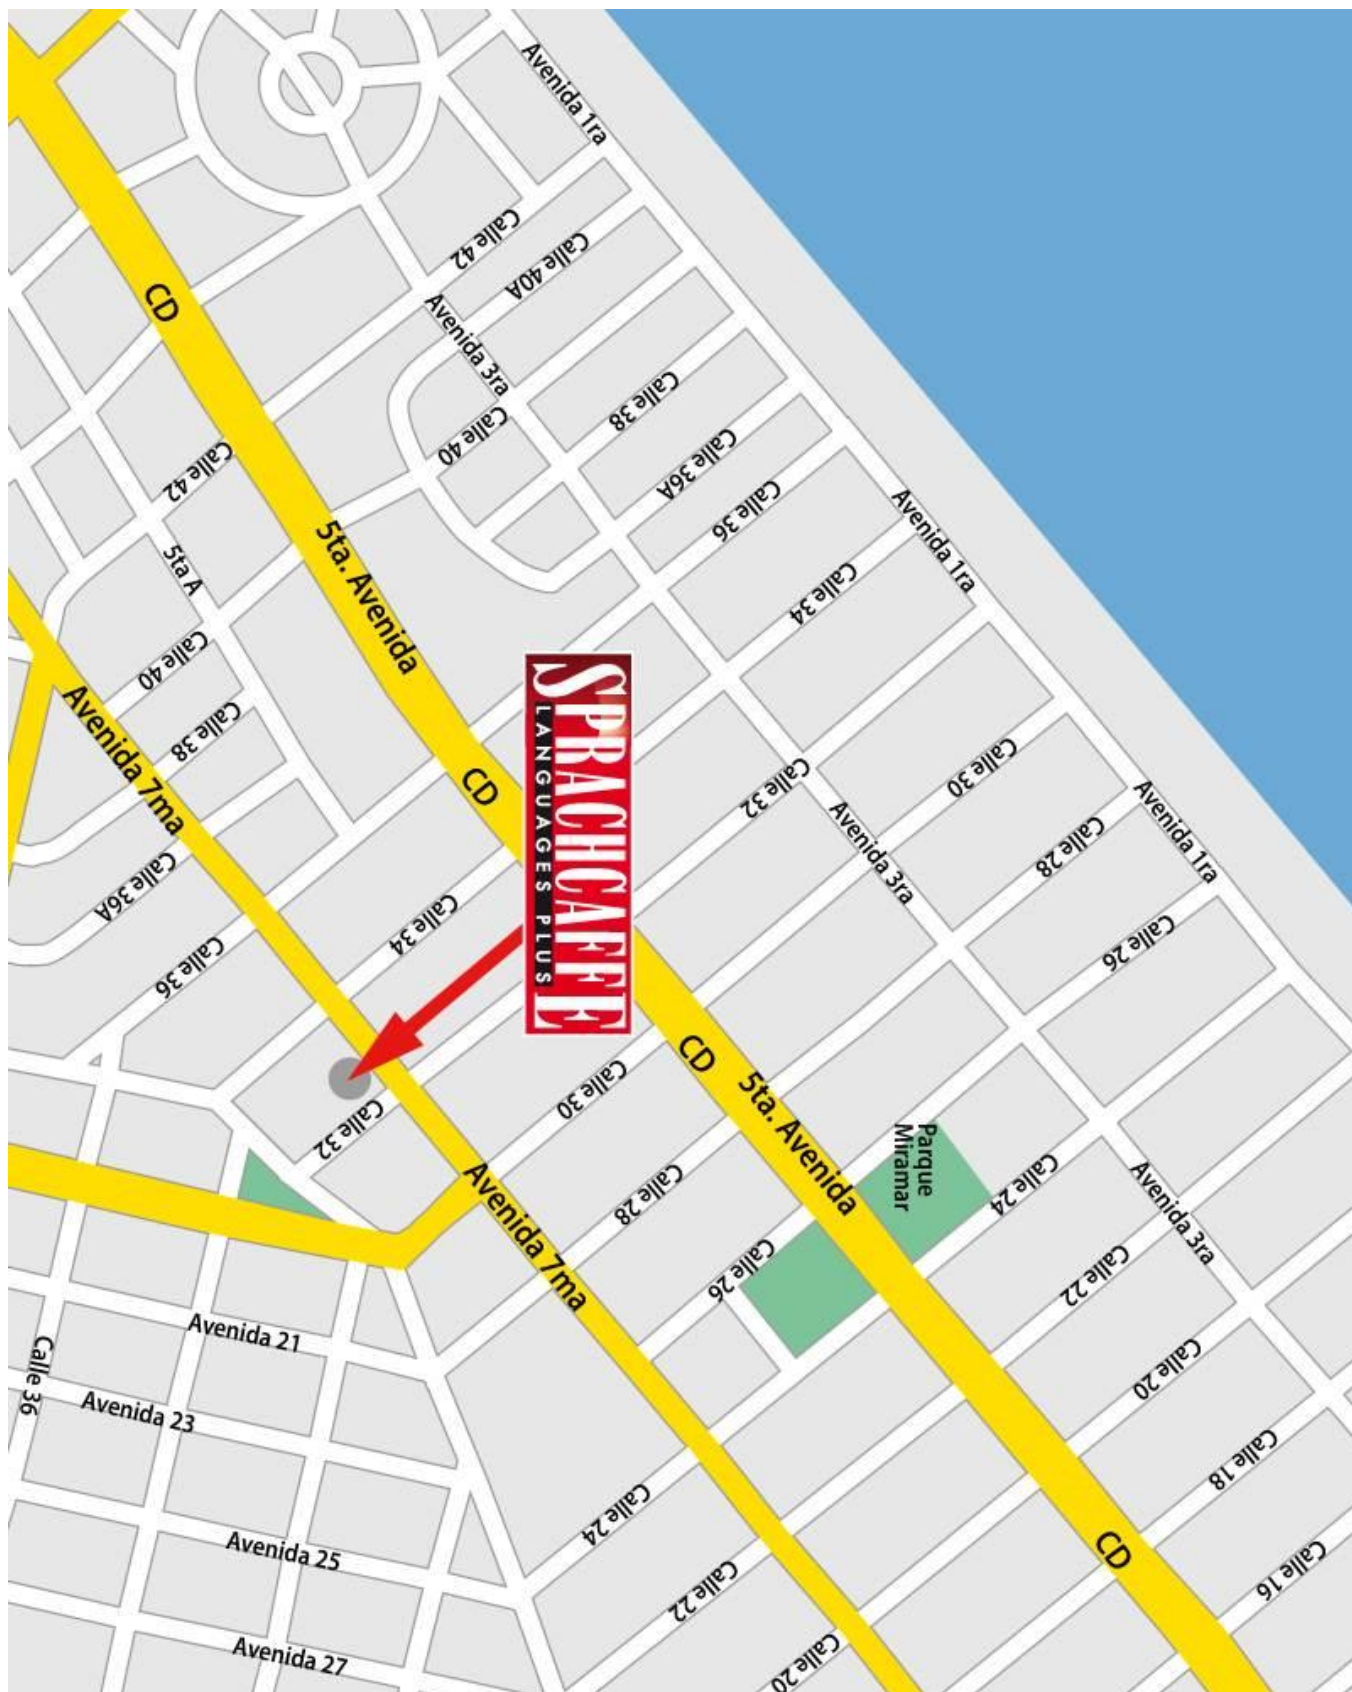 Avenida 1ra
Calle 42
Calle 40A
CD
Avenida 3ra
Calle 38
Calle 40
Calle 36A
Calle 42
Calle 36
Avenida 1ra
5ta. Avenida
5ta A
Calle 34
Calle 40
SPRACHCAFFE
LANGUAGES PLUS
Avenida 7ma
Calle 38
CD
Calle 32
Calle 30
Avenida 1ra
Avenida 3ra
Calle 28
Calle 36A
Calle 34
Calle 26
Calle 36
CD
Calle 30
5ta. Avenida
Calle 32
Parque
Miramar
Calle 24
Calle 28
Avenida 7ma
Avenida 3ra
Calle 26
Calle 22
Avenida 21
Calle 36
Calle 20
Avenida 23
Calle 18
Calle 24
Avenida 25
CD
Calle 22
Calle 16
Avenida 27
Calle 20